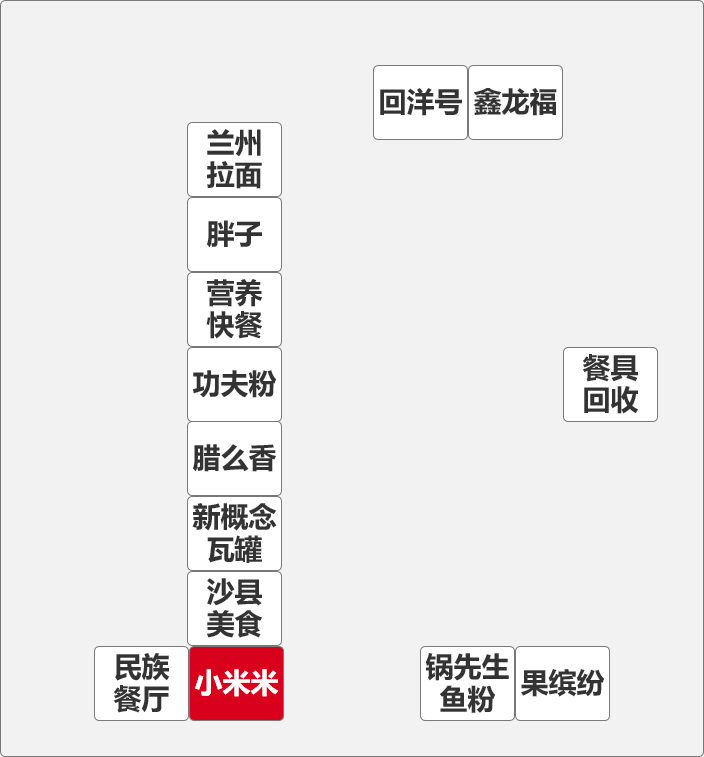 回洋号
鑫龙福
兰州
拉面
胖子
营养
快餐
功夫粉
餐具
回收
腊么香
新概念
瓦罐
沙县
美食
民族
餐厅
小米米
锅先生
鱼粉
果缤纷